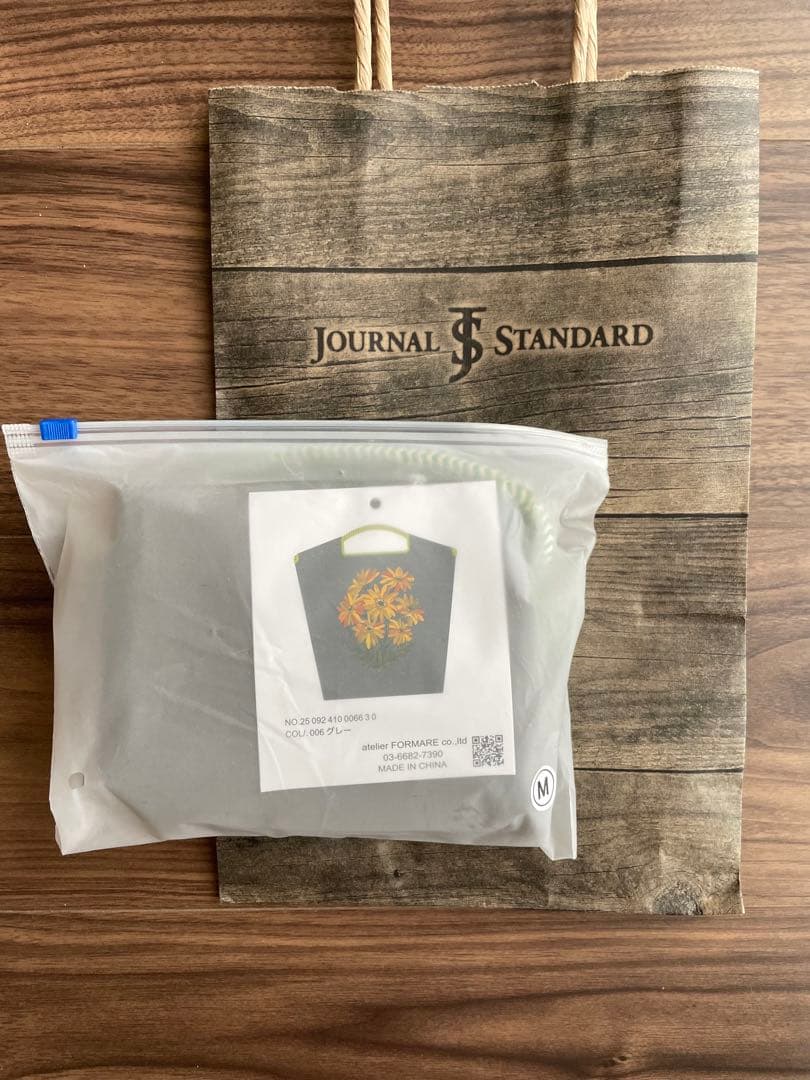 JOURNAL JS STANDARD
NO.25 092 410 0066 3 0
COL/. 006 グレー
atelier FORMARE co.,ltd
03-6682-7390
MADE IN CHINA
M